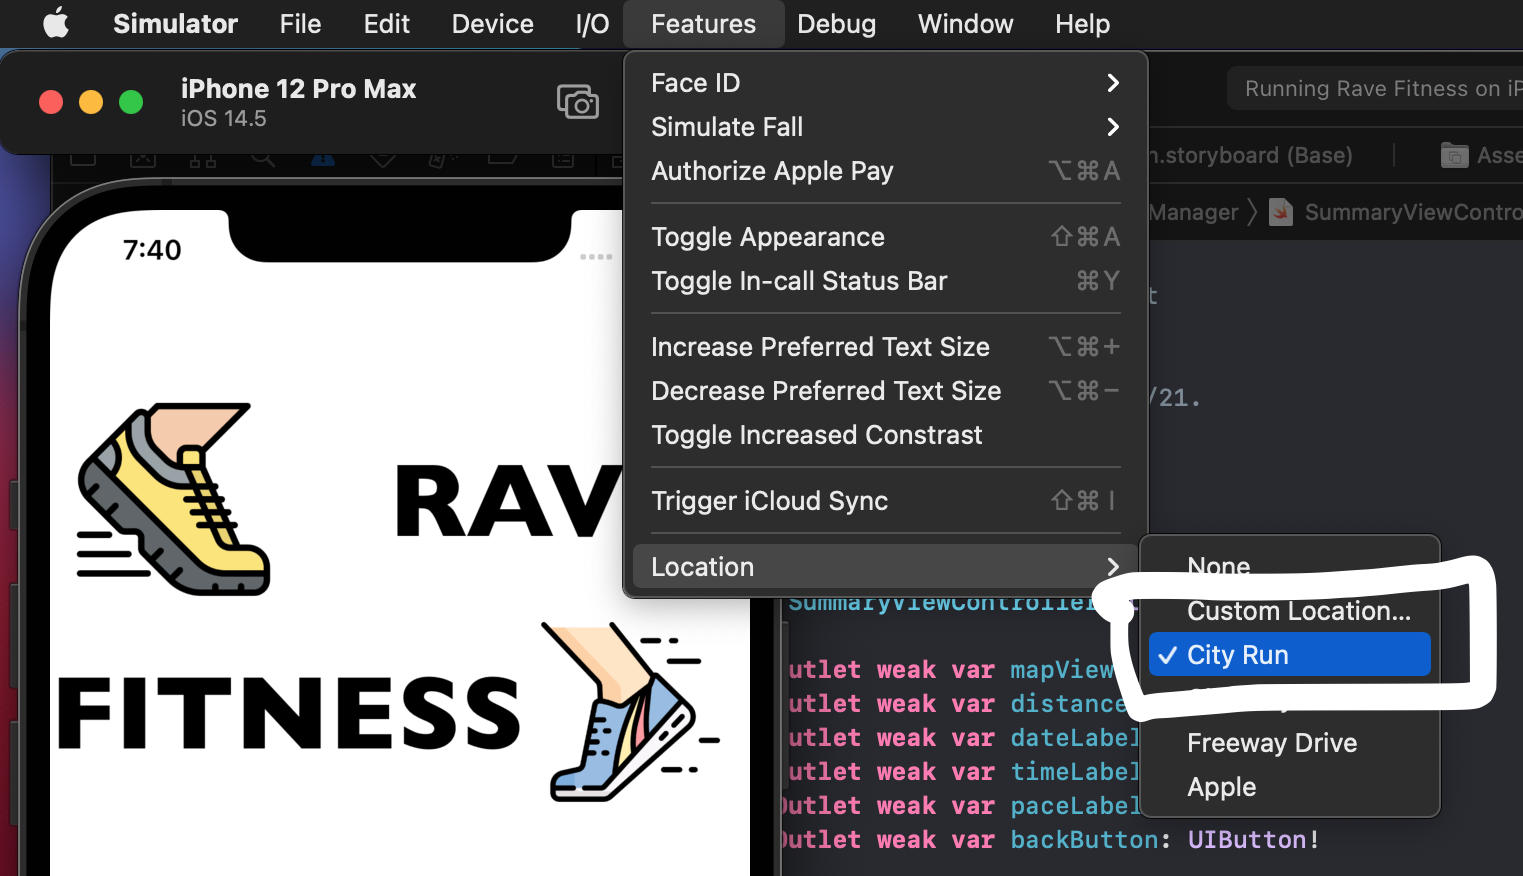 Simulator File Edit Device I/O Features Debug Window Help
iPhone 12 Pro Max
iOS 14.5
Running Rave Fitness on iP
Face ID
Simulate Fall
Authorize Apple Pay ⌥⌘A
n.storyboard (Base) Asse
Manager SummaryViewContro
Toggle Appearance ⇧⌘A
Toggle In-call Status Bar ⌘Y
7:40
t
Increase Preferred Text Size ⌥⌘+
Decrease Preferred Text Size ⌥⌘−
/21.
Toggle Increased Constrast
Trigger iCloud Sync ⇧⌘I
RAV
Location
None
Custom Location...
✓ City Run
Freeway Drive
Apple
FITNESS
SummaryViewController
utlet weak var mapView
utlet weak var distance
utlet weak var dateLabel
utlet weak var timeLabel
Outlet weak var paceLabel
Outlet weak var backButton: UIButton!